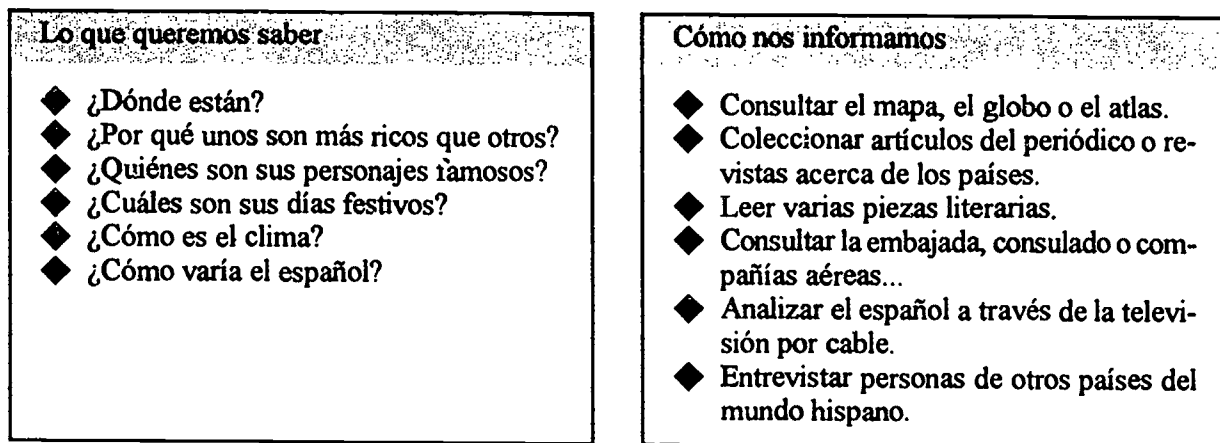 Lo que queremos saber
◆ ¿Dónde están?
◆ ¿Por qué unos son más ricos que otros?
◆ ¿Quiénes son sus personajes famosos?
◆ ¿Cuáles son sus días festivos?
◆ ¿Cómo es el clima?
◆ ¿Cómo varía el español?
Cómo nos informamos
◆ Consultar el mapa, el globo o el atlas.
◆ Coleccionar artículos del periódico o re-
vistas acerca de los países.
◆ Leer varias piezas literarias.
◆ Consultar la embajada, consulado o com-
pañías aéreas...
◆ Analizar el español a través de la televi-
sión por cable.
◆ Entrevistar personas de otros países del
mundo hispano.